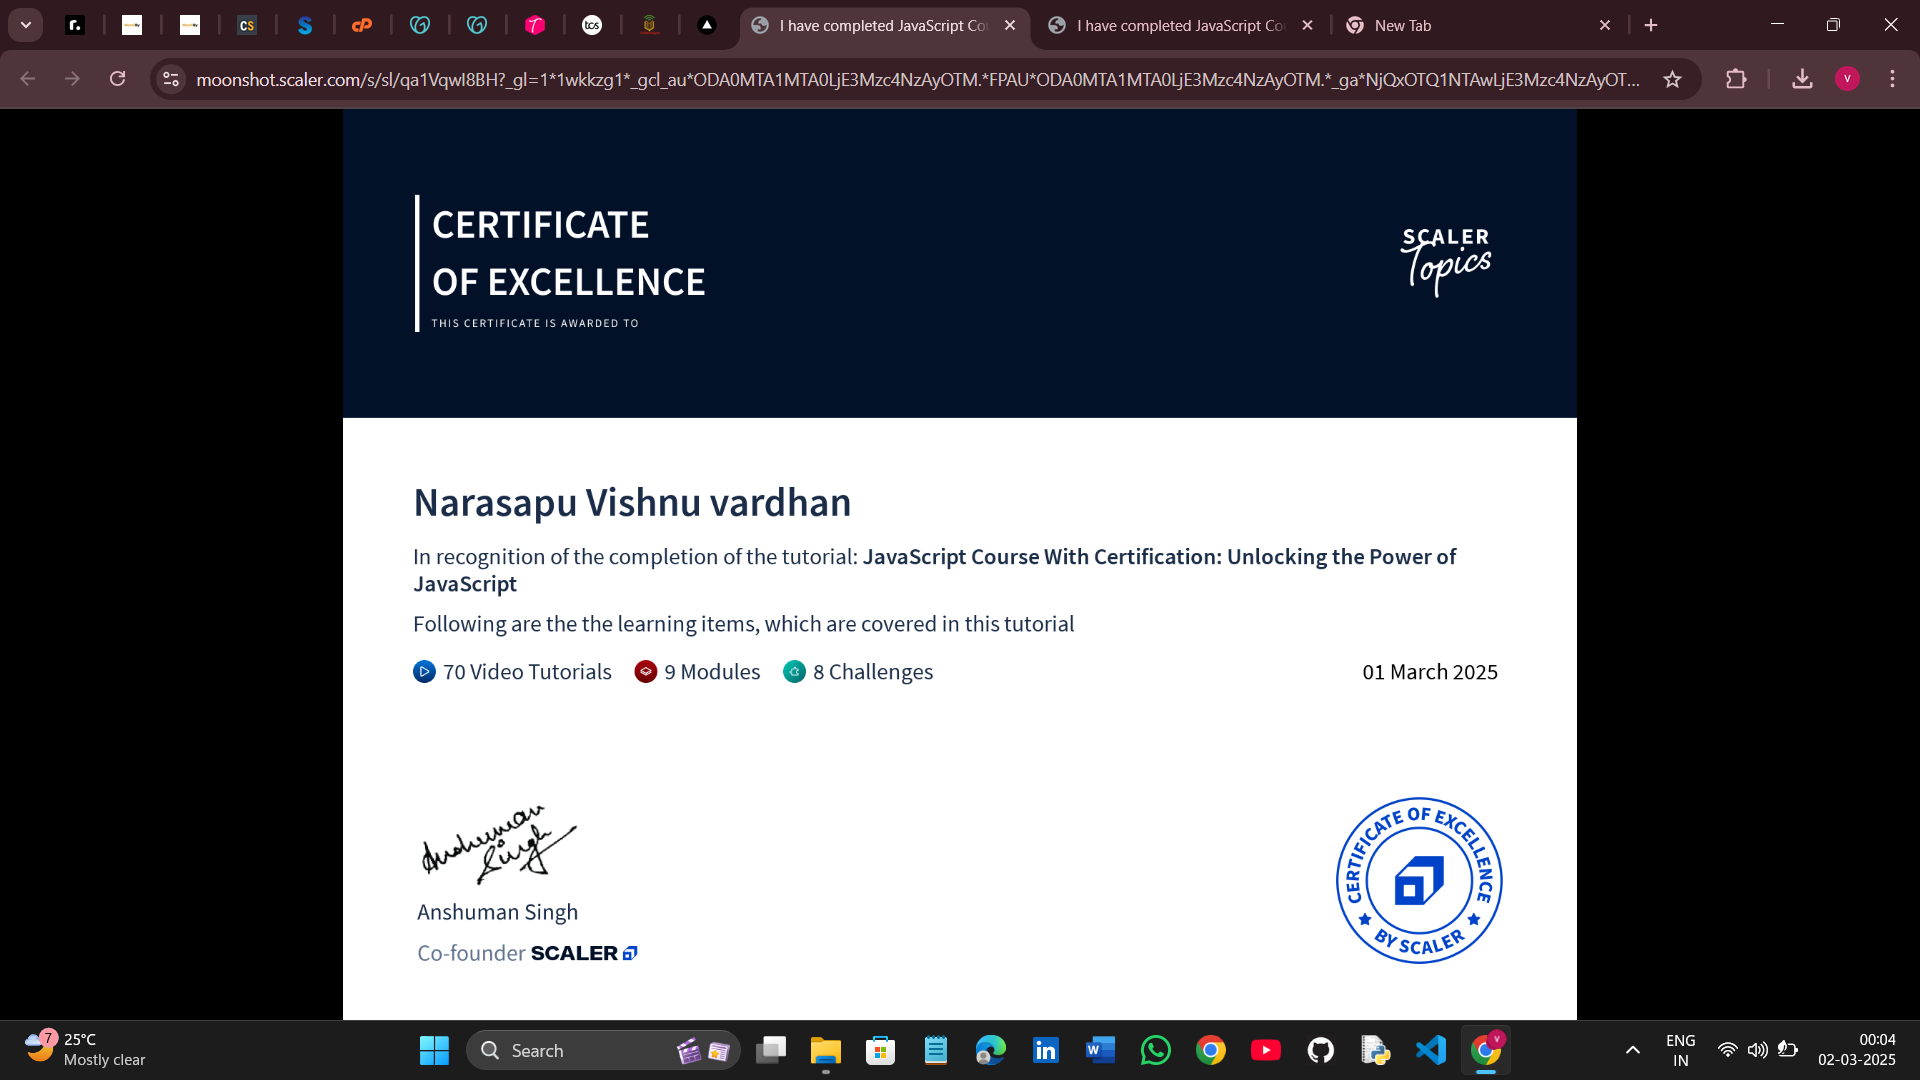 r.
CS
S
CP
T
tcs
I have completed JavaScript Co
I have completed JavaScript Co
New Tab
moonshot.scaler.com/s/sl/qa1VqwI8BH?_gl=1*1wkkzg1*_gcl_au*ODA0MTA1MTA0LjE3Mzc4NzAyOTM.*FPAU*ODA0MTA1MTA0LjE3Mzc4NzAyOTM.*_ga*NjQxOTQ1NTAwLjE3Mzc4NzAyOT...
V
CERTIFICATE
OF EXCELLENCE
THIS CERTIFICATE IS AWARDED TO
SCALER
Topics
Narasapu Vishnu vardhan
In recognition of the completion of the tutorial: JavaScript Course With Certification: Unlocking the Power of
JavaScript
Following are the the learning items, which are covered in this tutorial
70 Video Tutorials 9 Modules 8 Challenges 01 March 2025
Anshuman
Singh
Anshuman Singh
Co-founder SCALER
CERTIFICATE OF EXCELLENCE
BY SCALER
7
25°C
Mostly clear
Search
in
W
V
ENG
IN
00:04
02-03-2025